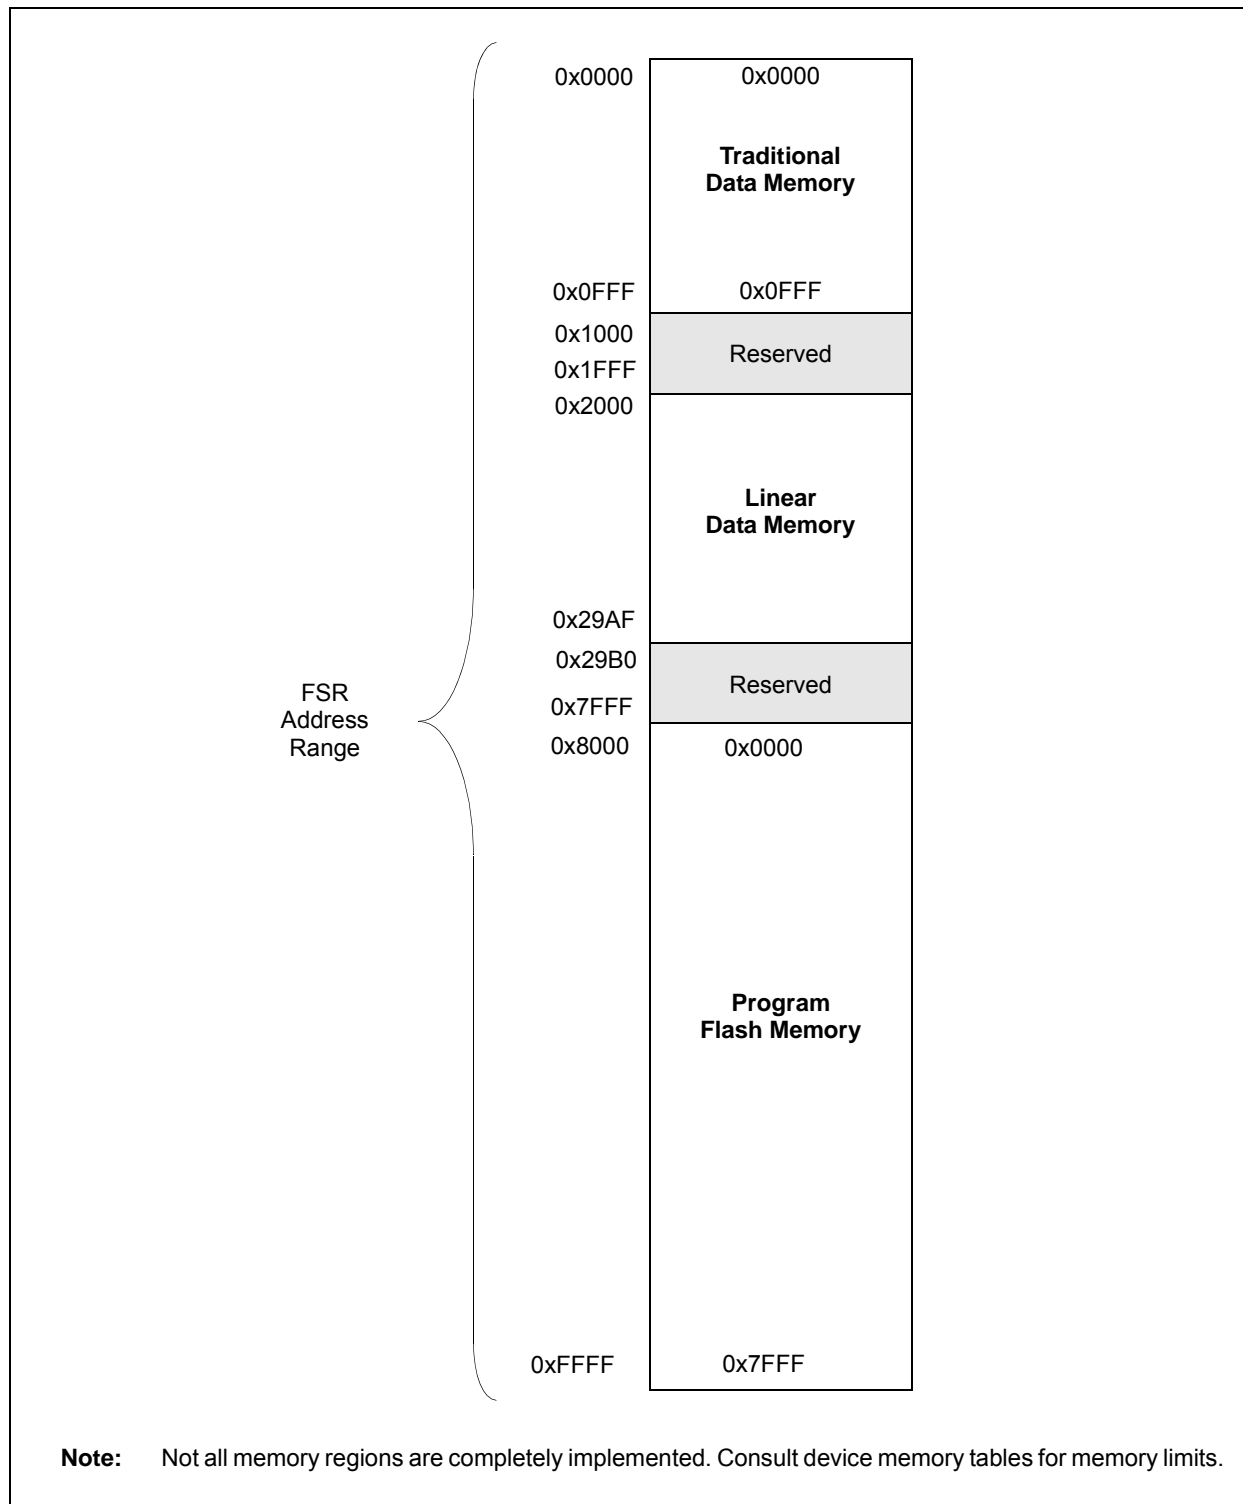 0x0000 0x0000
Traditional
Data Memory
0x0FFF 0x0FFF
0x1000
Reserved
0x1FFF
0x2000
Linear
Data Memory
0x29AF
0x29B0
Reserved
0x7FFF
FSR
Address
Range
0x8000 0x0000
Program
Flash Memory
0xFFFF 0x7FFF
Note: Not all memory regions are completely implemented. Consult device memory tables for memory limits.